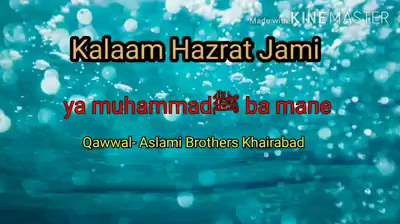 Made with KINEMASTER
Kalaam Hazrat Jami
ya muhammadﷺ ba mane
Qawwal- Aslami Brothers Khairabad